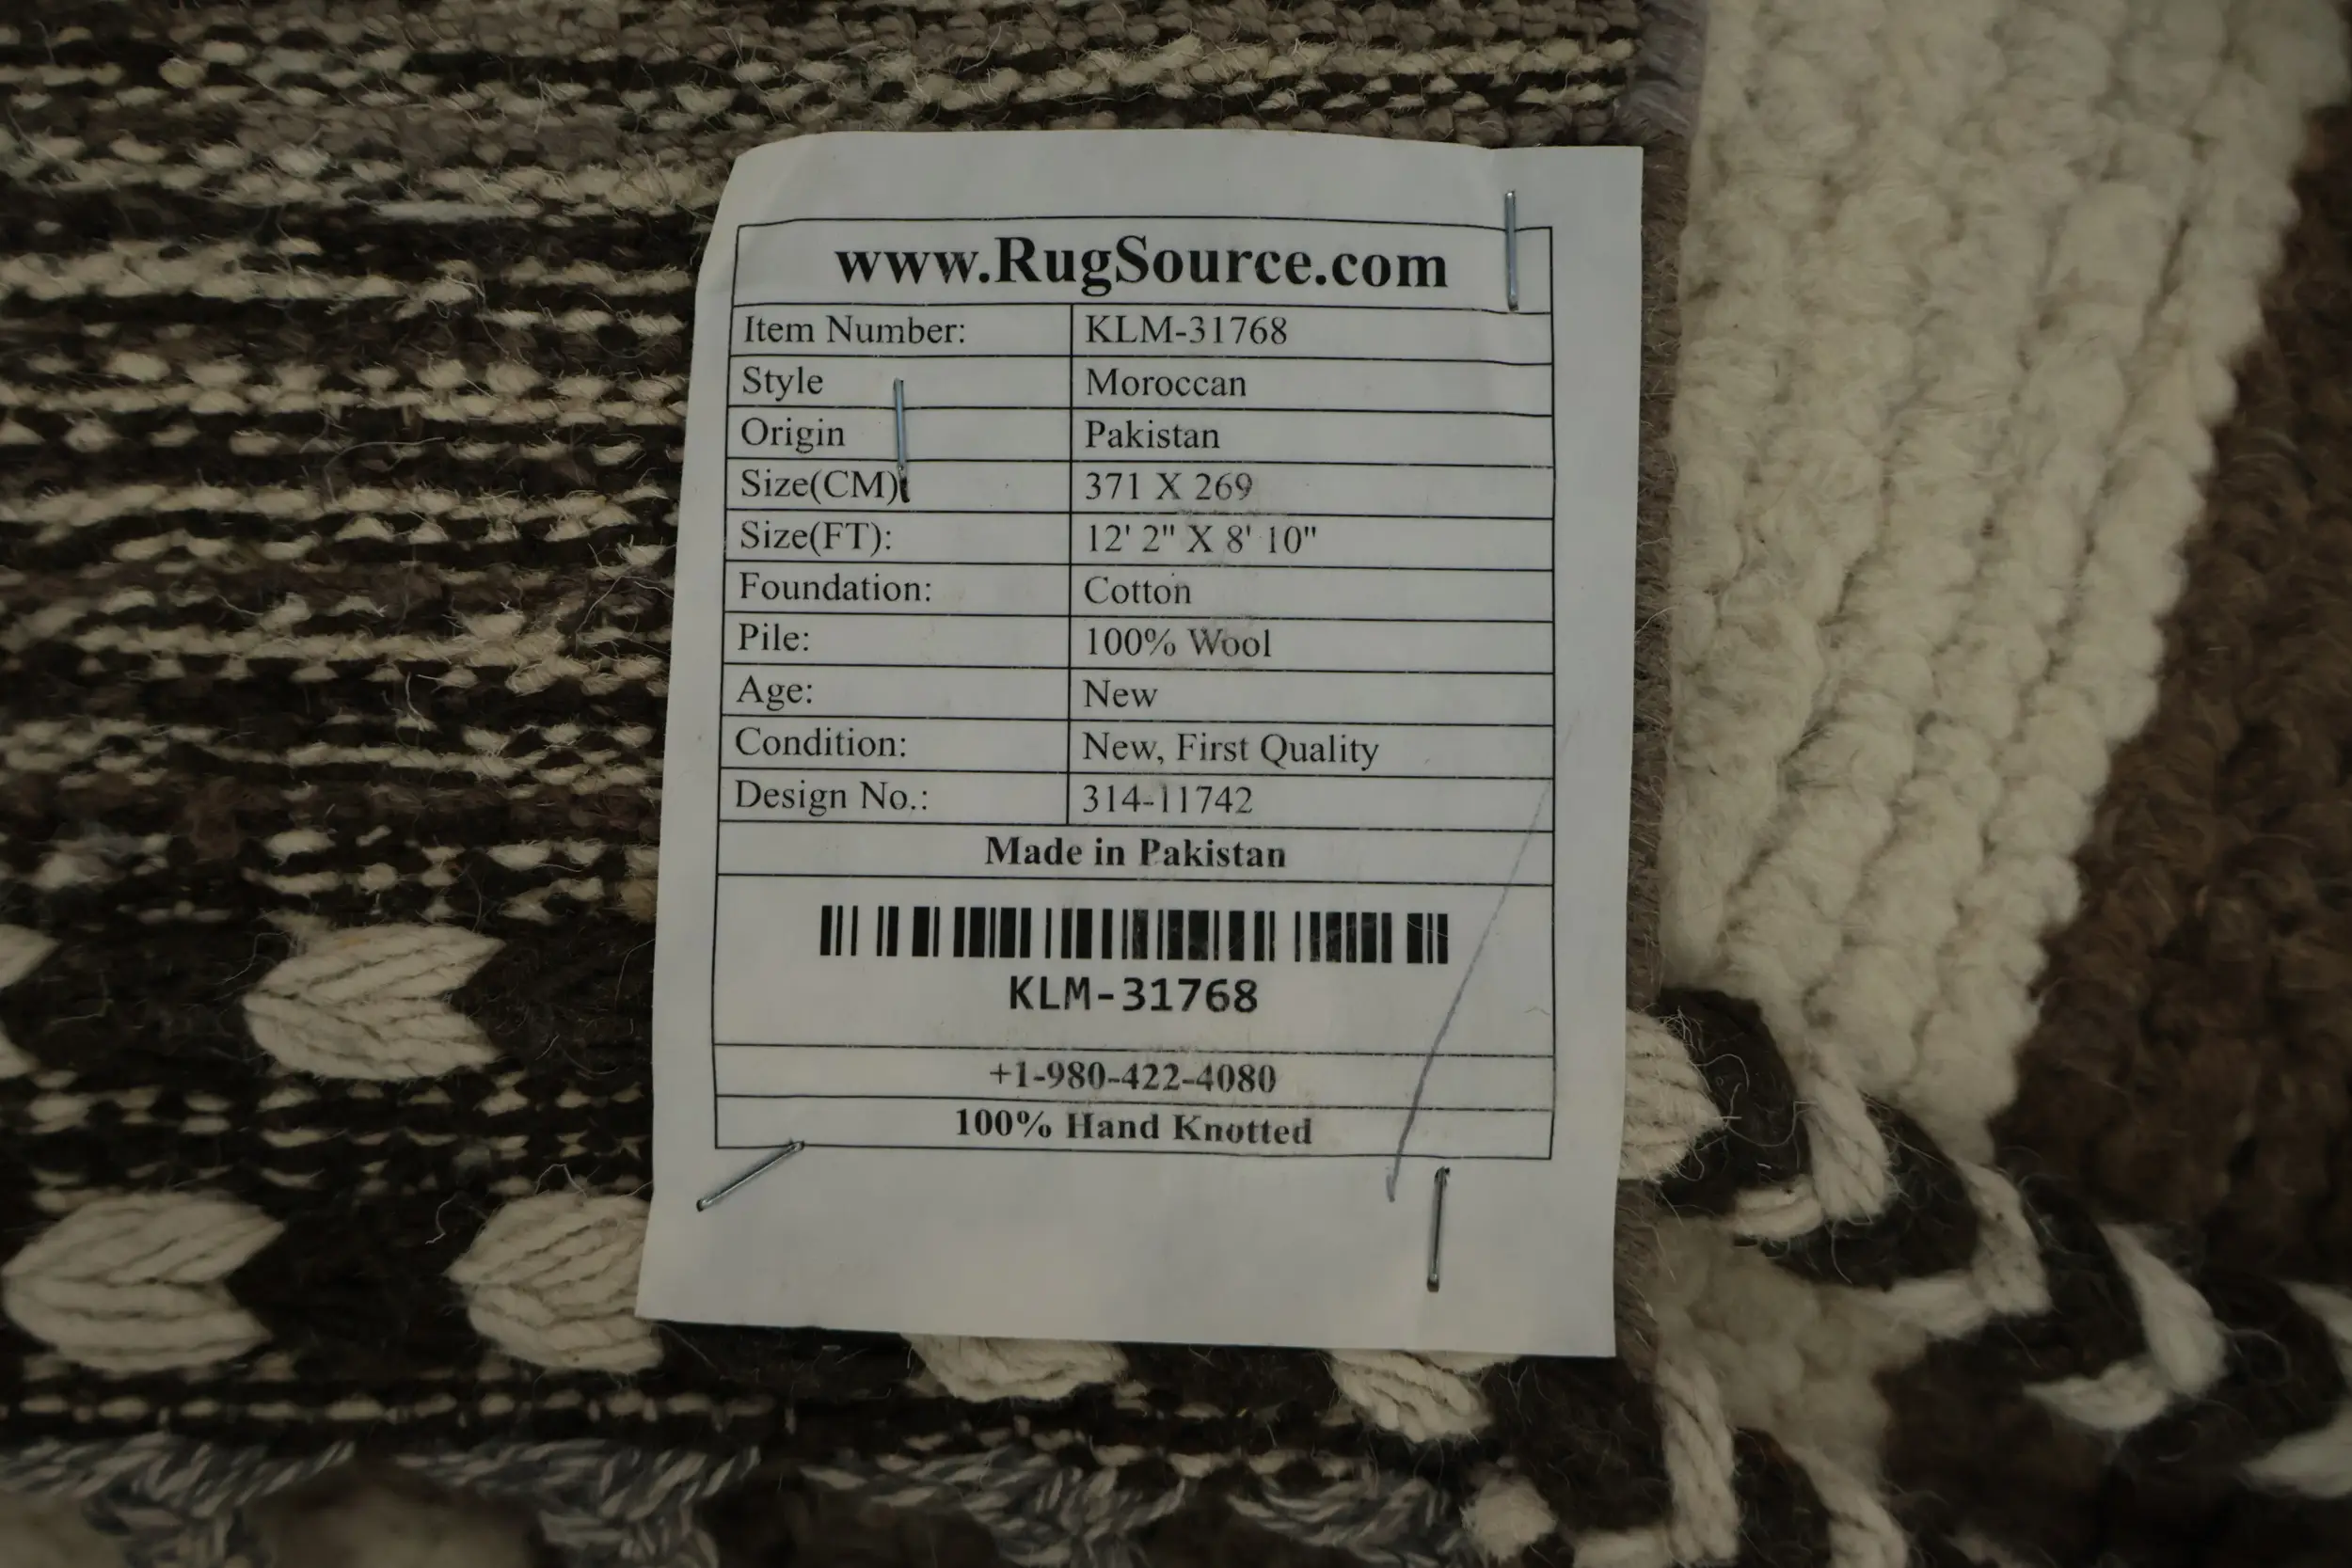 www.RugSource.com
Item Number: KLM-31768
Style Moroccan
Origin Pakistan
Size(CM) 371 X 269
Size(FT): 12' 2" X 8' 10"
Foundation: Cotton
Pile: 100% Wool
Age: New
Condition: New, First Quality
Design No.: 314-11742
Made in Pakistan
KLM-31768
+1-980-422-4080
100% Hand Knotted